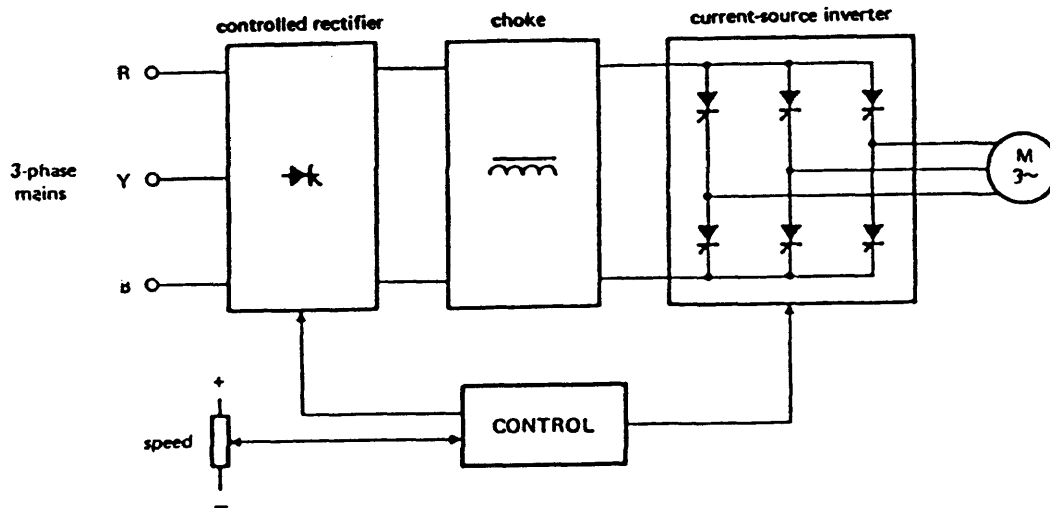 controlled rectifier
choke
current-source inverter
R
3-phase
mains
Y
B
M
3~
+
speed
CONTROL
–